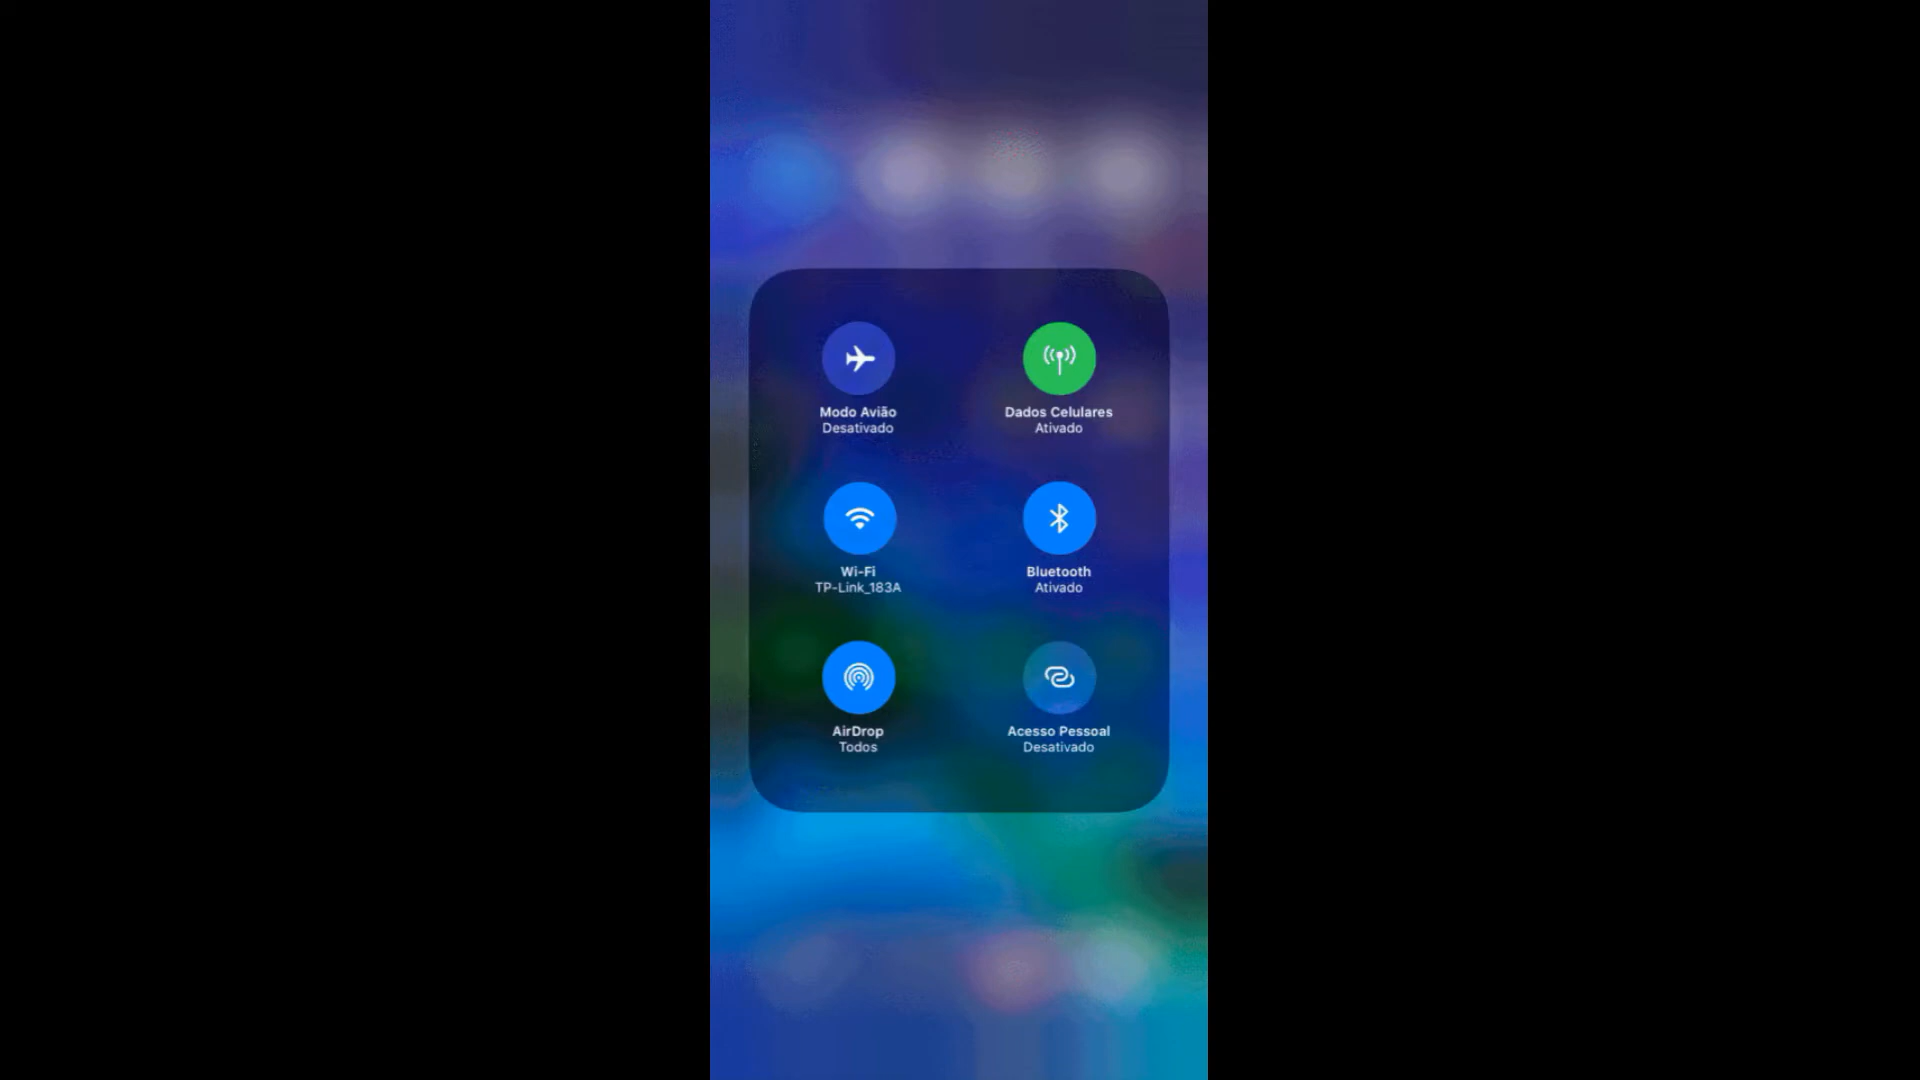 Modo Avião
Desativado
Dados Celulares
Ativado
Wi-Fi
TP-Link_183A
Bluetooth
Ativado
AirDrop
Todos
Acesso Pessoal
Desativado